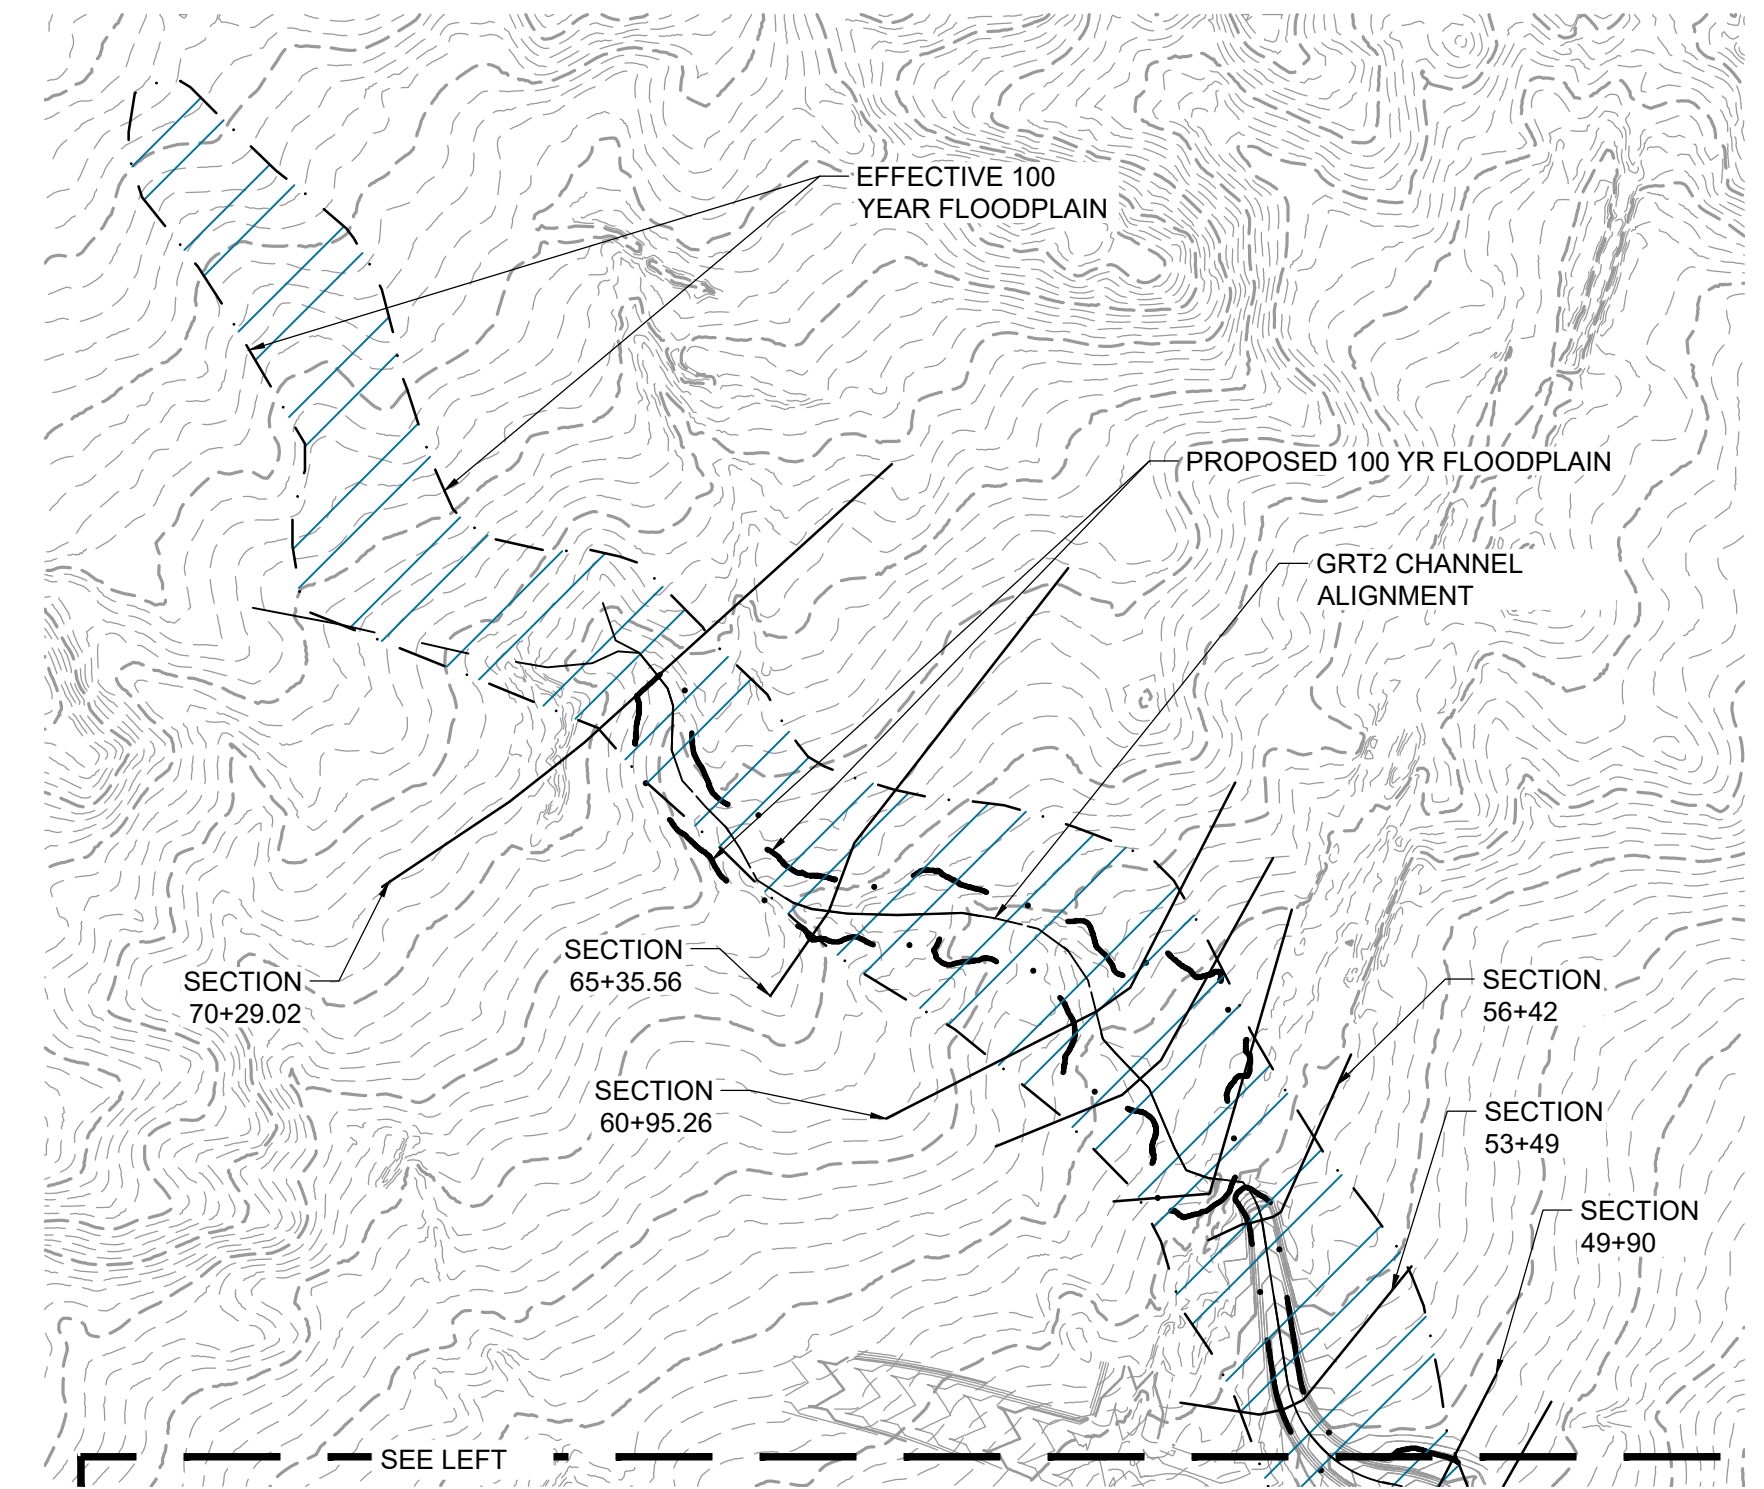 EFFECTIVE 100
YEAR FLOODPLAIN
PROPOSED 100 YR FLOODPLAIN
GRT2 CHANNEL
ALIGNMENT
SECTION
70+29.02
SECTION
65+35.56
SECTION
60+95.26
SECTION
56+42
SECTION
53+49
SECTION
49+90
SEE LEFT